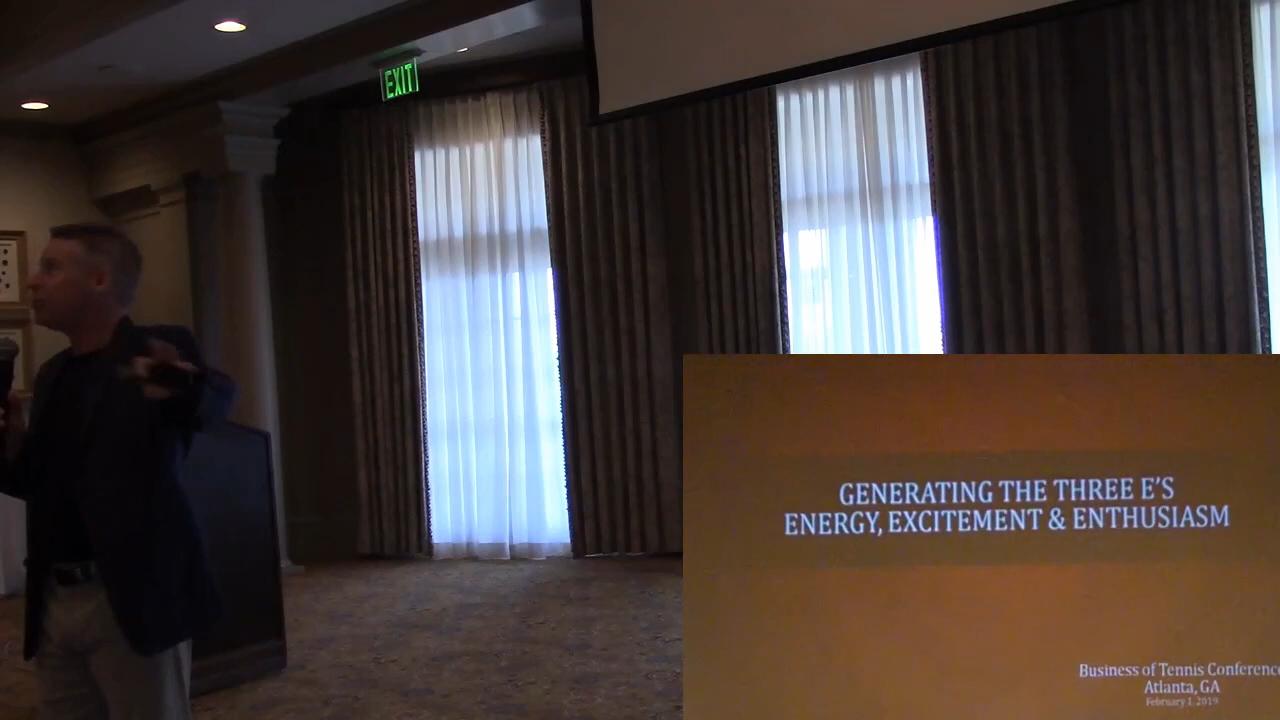 EXIT
GENERATING THE THREE E'S
ENERGY, EXCITEMENT & ENTHUSIASM
Business of Tennis Conference
Atlanta, GA
February 1, 2019